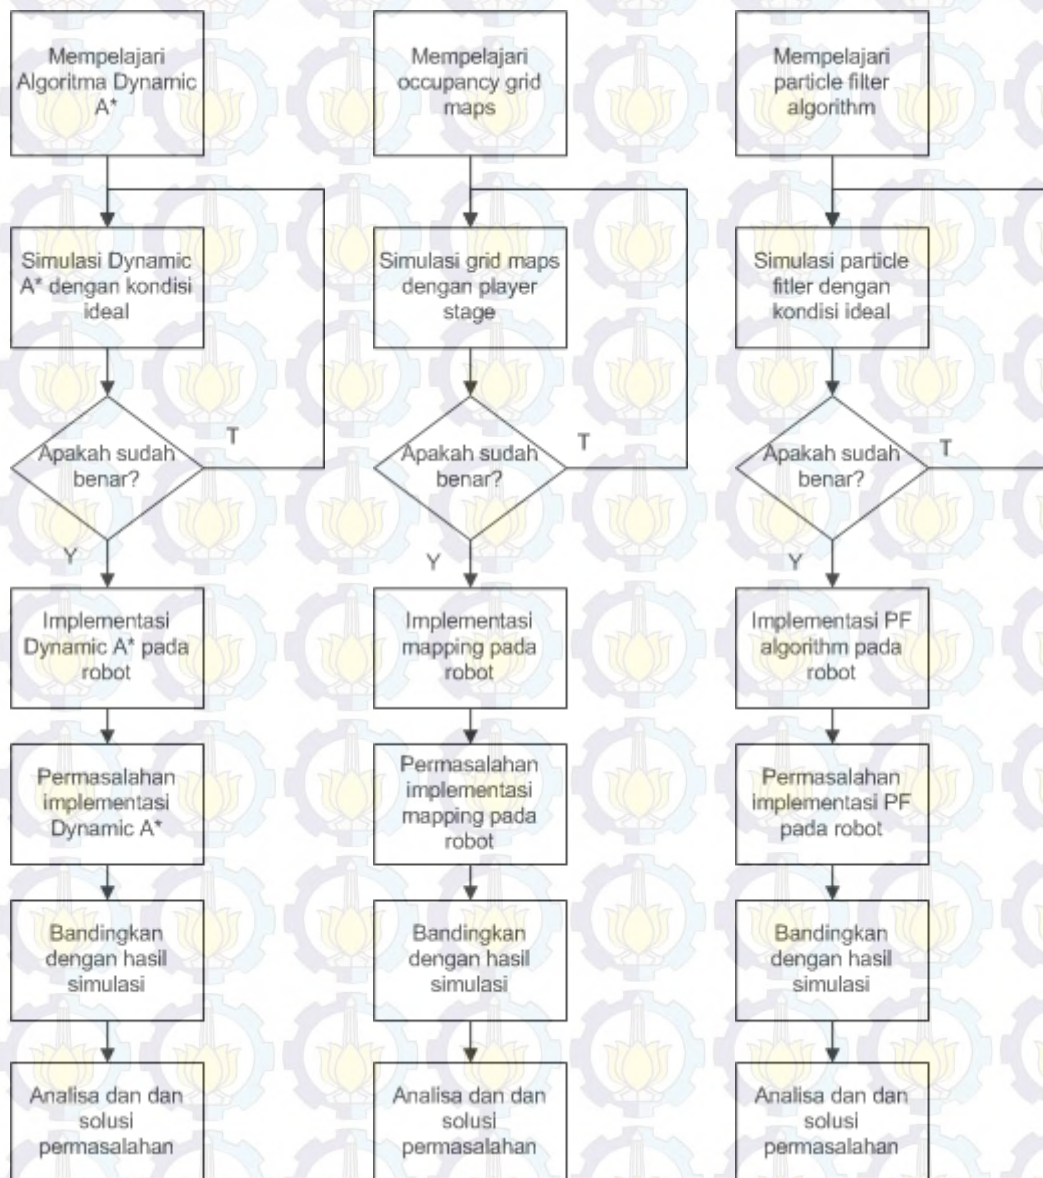 Mempelajari
Algoritma Dynamic
A*
Simulasi Dynamic
A* dengan kondisi
ideal
Apakah sudah
benar?
T
Y
Implementasi
Dynamic A* pada
robot
Permasalahan
implementasi
Dynamic A*
Bandingkan
dengan hasil
simulasi
Analisa dan dan
solusi
permasalahan
Mempelajari
occupancy grid
maps
Simulasi grid maps
dengan player
stage
Apakah sudah
benar?
T
Y
Implementasi
mapping pada
robot
Permasalahan
implementasi
mapping pada
robot
Bandingkan
dengan hasil
simulasi
Analisa dan dan
solusi
permasalahan
Mempelajari
particle filter
algorithm
Simulasi particle
fitler dengan
kondisi ideal
Apakah sudah
benar?
T
Y
Implementasi PF
algorithm pada
robot
Permasalahan
implementasi PF
pada robot
Bandingkan
dengan hasil
simulasi
Analisa dan dan
solusi
permasalahan